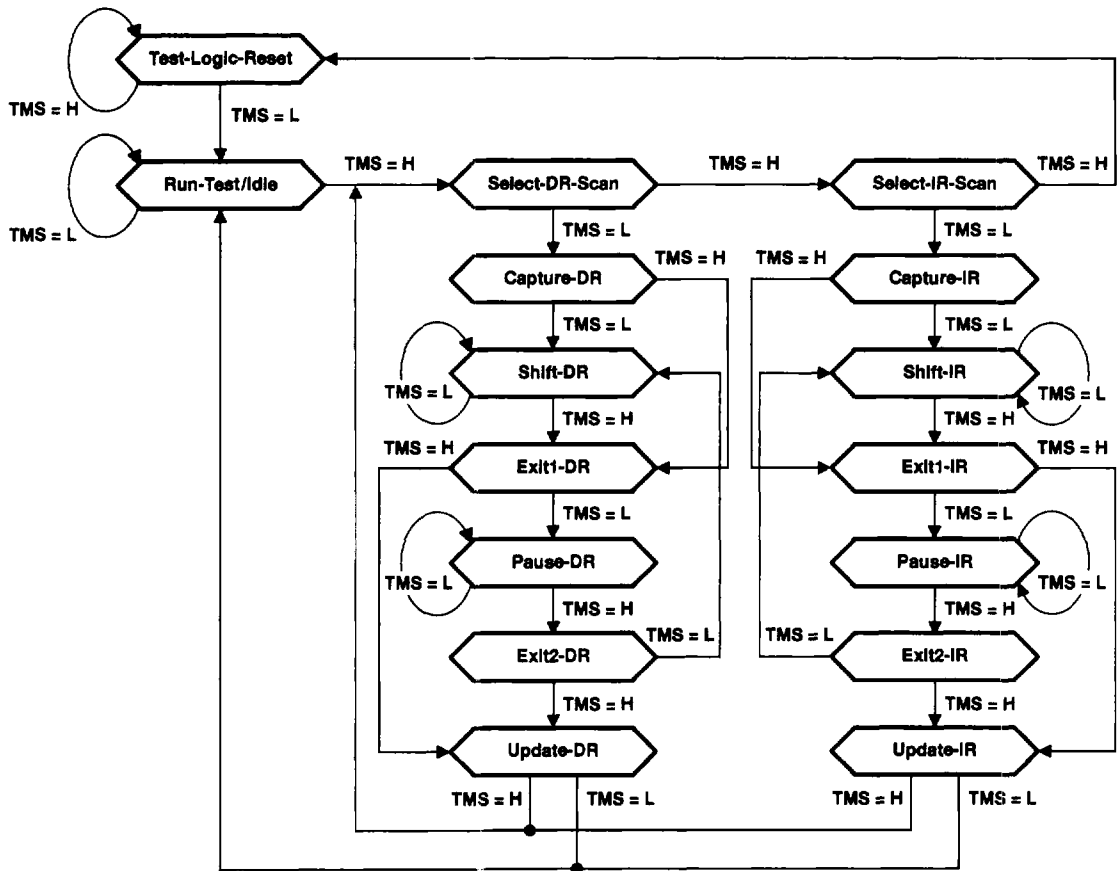 Test-Logic-Reset
TMS = H
TMS = L
Run-Test/Idle
TMS = H
Select-DR-Scan
TMS = H
Select-IR-Scan
TMS = H
TMS = L
TMS = L
TMS = L
Capture-DR
TMS = H
TMS = H
Capture-IR
TMS = L
TMS = L
Shift-DR
Shift-IR
TMS = L
TMS = L
TMS = H
TMS = H
TMS = H
Exit1-DR
Exit1-IR
TMS = H
TMS = L
TMS = L
Pause-DR
Pause-IR
TMS = L
TMS = L
TMS = H
TMS = H
Exit2-DR
TMS = L
TMS = L
Exit2-IR
TMS = H
TMS = H
Update-DR
Update-IR
TMS = H
TMS = L
TMS = H
TMS = L